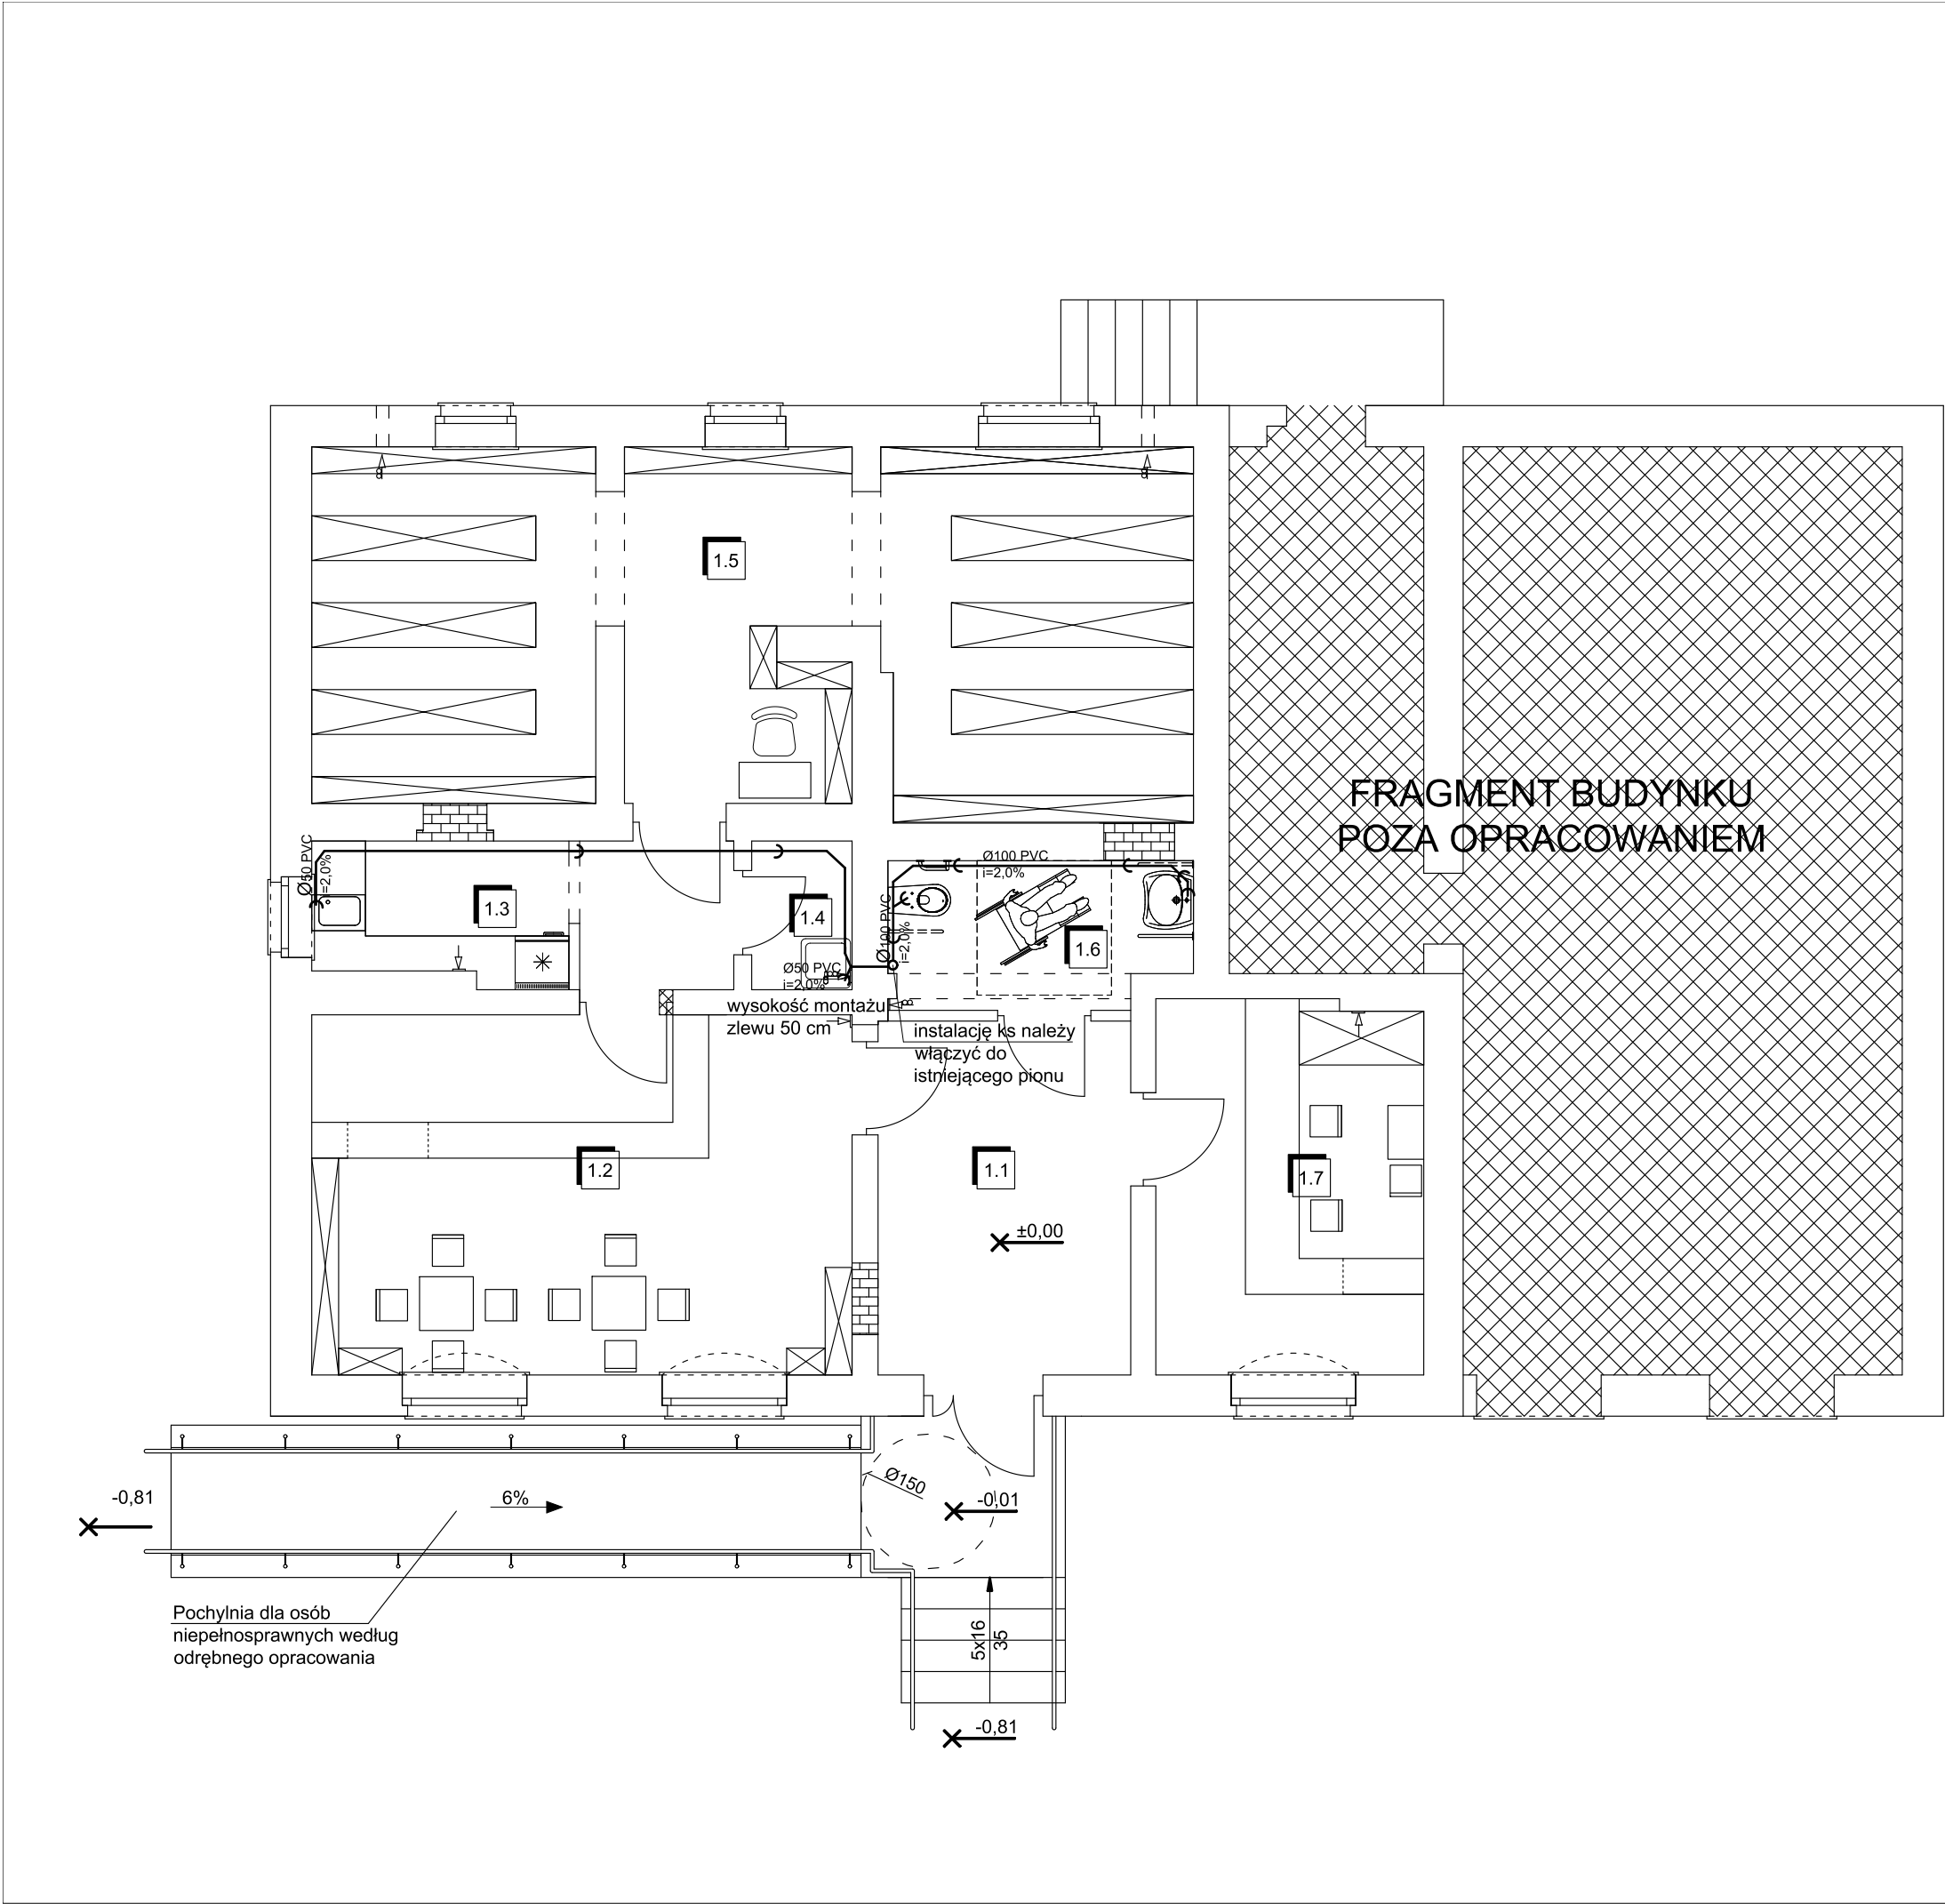 1.5
FRAGMENT BUDYNKU
POZA OPRACOWANIEM
Ø50 PVC
i=2,0%
1.3
1.4
Ø100 PVC
i=2,0%
Ø100 PVC
i=2,0%
1.6
Ø50 PVC
i=2,0%
wysokość montażu
zlewu 50 cm
instalację ks należy
włączyć do
istniejącego pionu
1.2
1.1
1.7
±0,00
Ø150
-0,81
6%
-0,01
Pochylnia dla osób
niepełnosprawnych według
odrębnego opracowania
5x16
35
-0,81